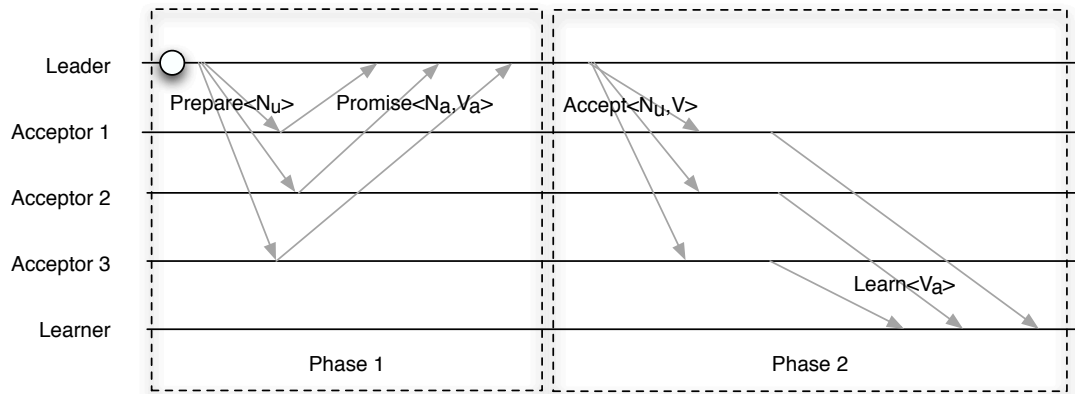 Leader
Prepare<Nu>
Promise<Na,Va>
Accept<Nu,V>
Acceptor 1
Acceptor 2
Acceptor 3
Learn<Va>
Learner
Phase 1
Phase 2